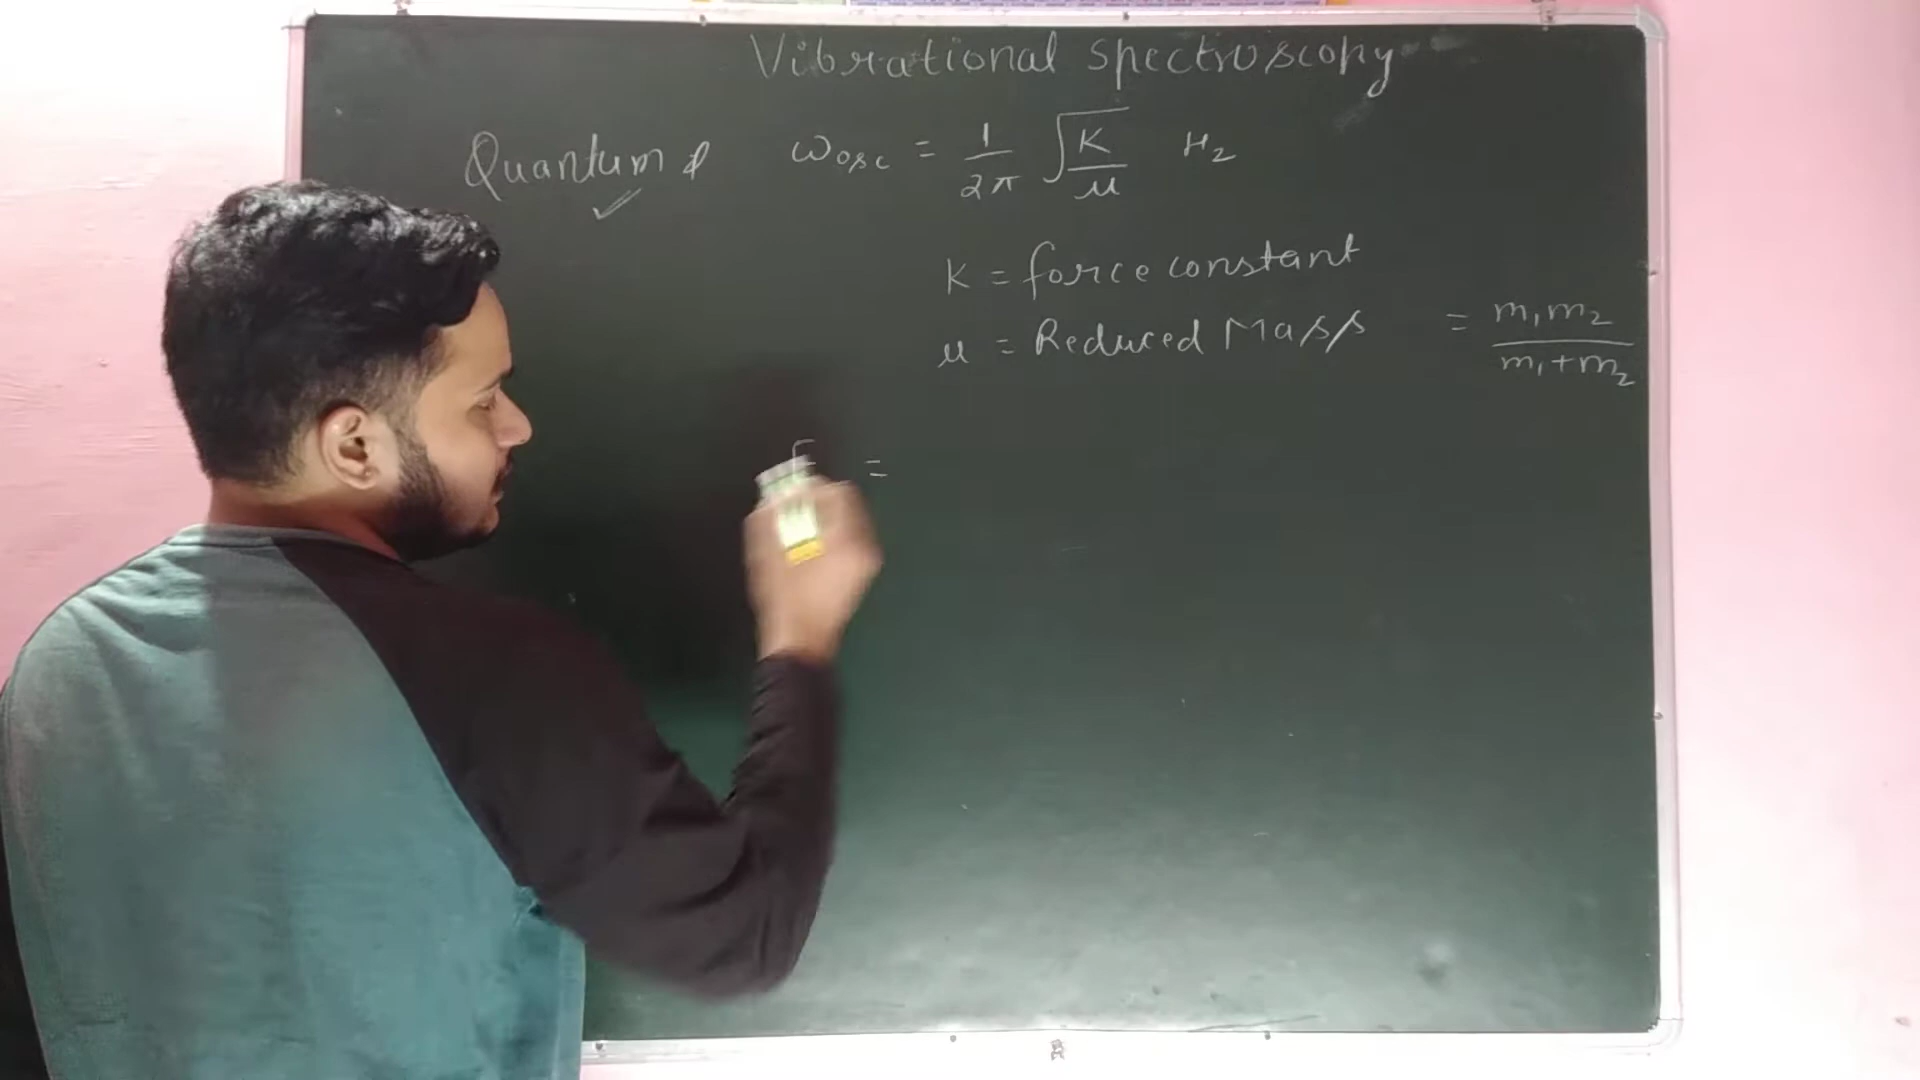 Vibrational spectroscopy
Quantum ωosc = 1/2π √K/μ Hz
K = force constant
μ = Reduced Mass = m1m2/m1+m2
=